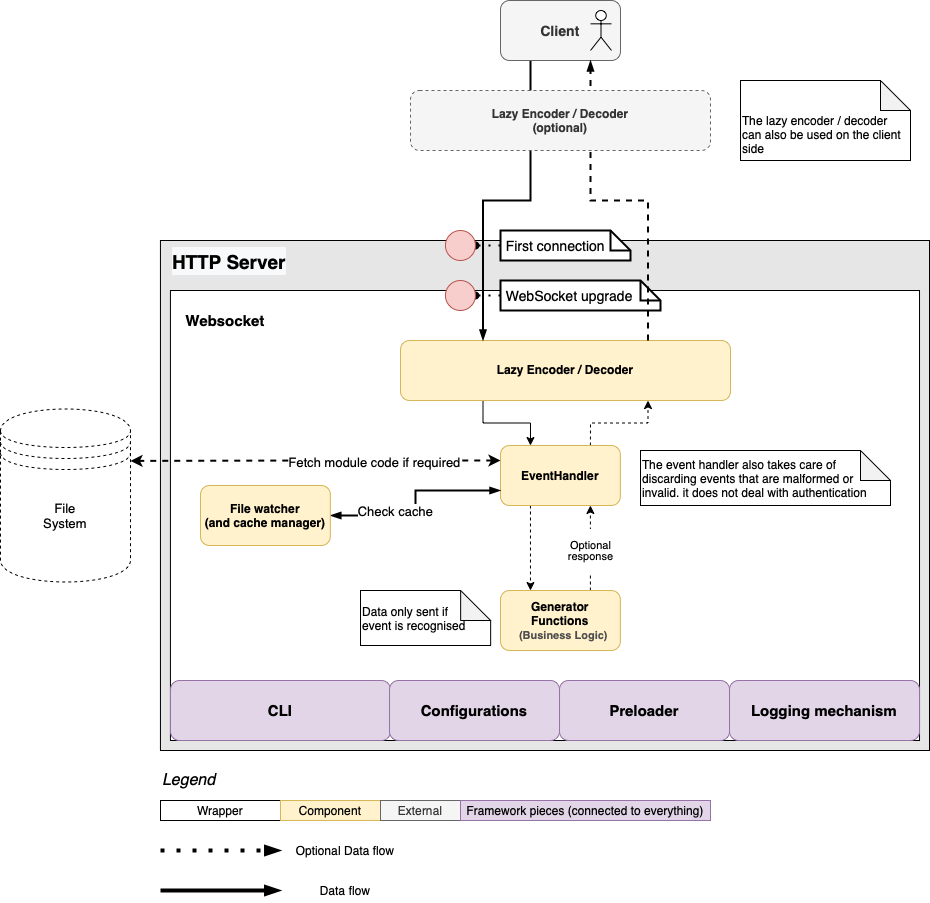 Client
Lazy Encoder / Decoder
(optional)
The lazy encoder / decoder
can also be used on the client
side
First connection
HTTP Server
WebSocket upgrade
Websocket
Lazy Encoder / Decoder
Fetch module code if required
EventHandler
The event handler also takes care of
discarding events that are malformed or
invalid. it does not deal with authentication
File watcher
(and cache manager)
Check cache
File
System
Optional
response
Data only sent if
event is recognised
Generator
Functions
(Business Logic)
CLI
Configurations
Preloader
Logging mechanism
Legend
Wrapper
Component
External
Framework pieces (connected to everything)
Optional Data flow
Data flow